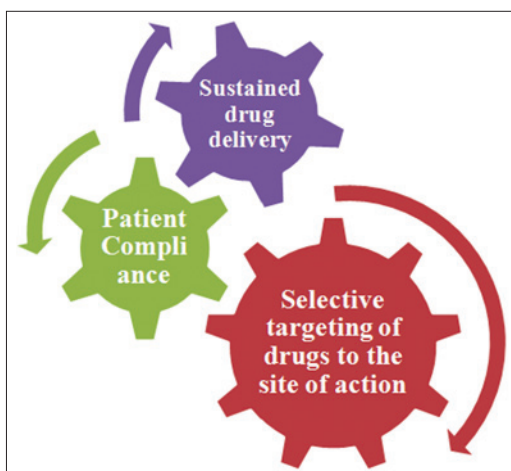 Sustained
drug
delivery
Patient
Compli
ance
Selective
targeting of
drugs to the
site of action